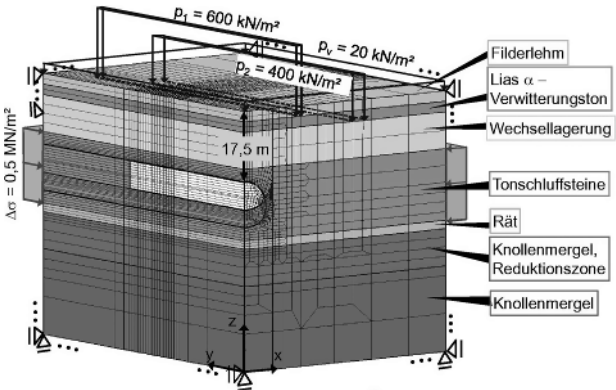 p₁ = 600 kN/m²
pᵥ = 20 kN/m²
p₂ = 400 kN/m²
Filderlehm
Lias α –
Verwitterungston
Wechsellagerung
17,5 m
Δσ = 0,5 MN/m²
Tonschluffsteine
Rät
Knollenmergel,
Reduktionszone
Knollenmergel
z
y
x